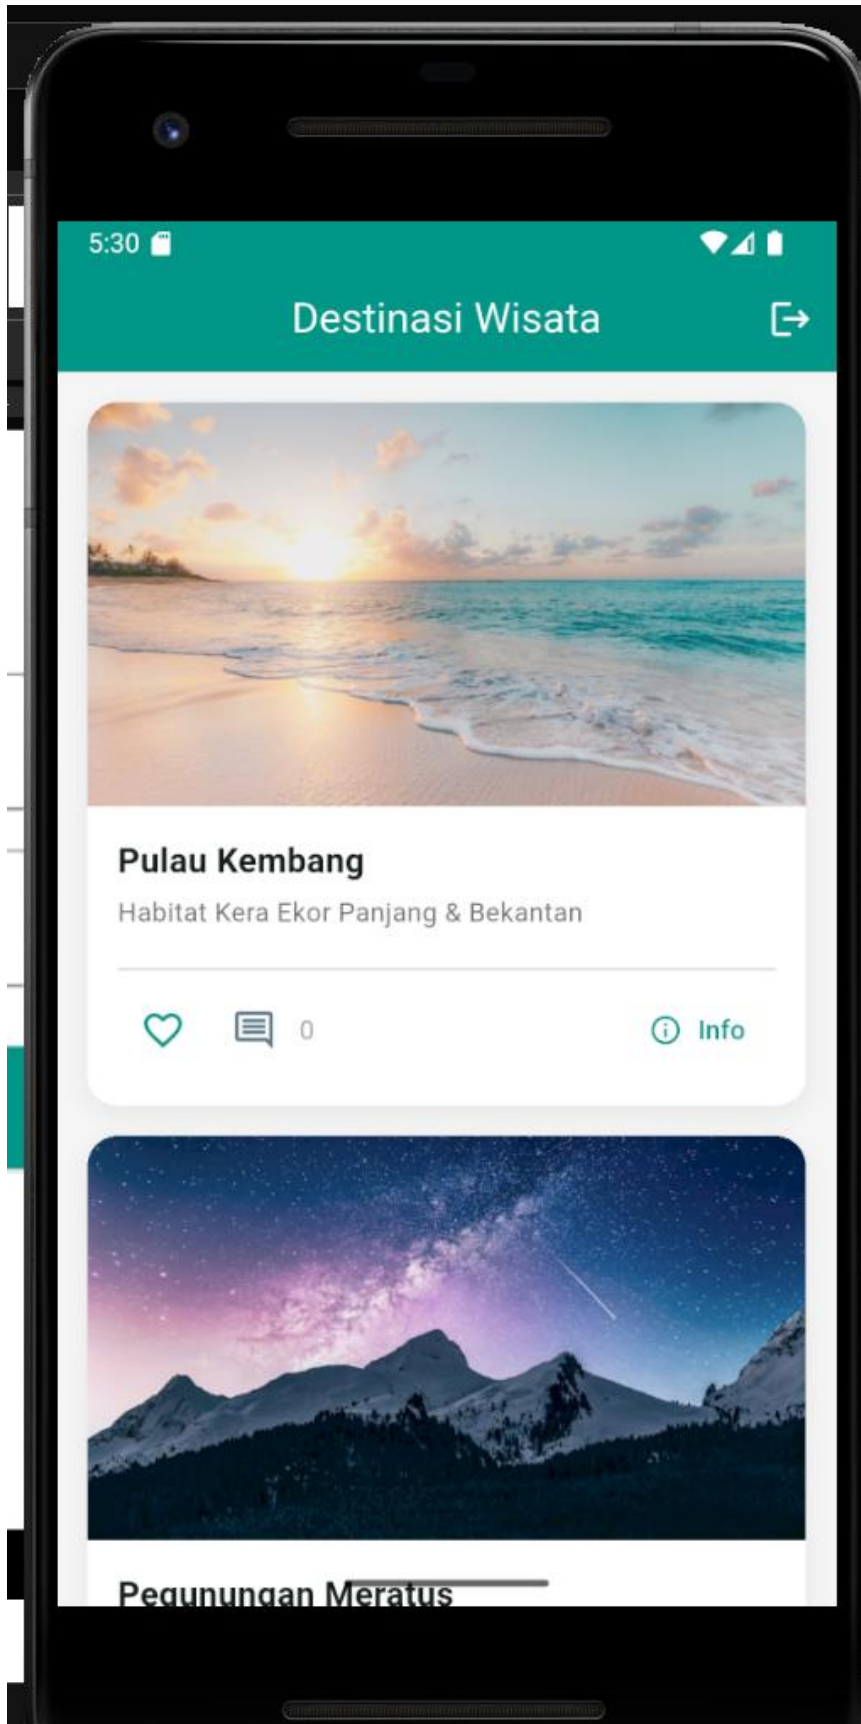 5:30
Destinasi Wisata
Pulau Kembang
Habitat Kera Ekor Panjang & Bekantan
0
Info
Pegunungan Meratus